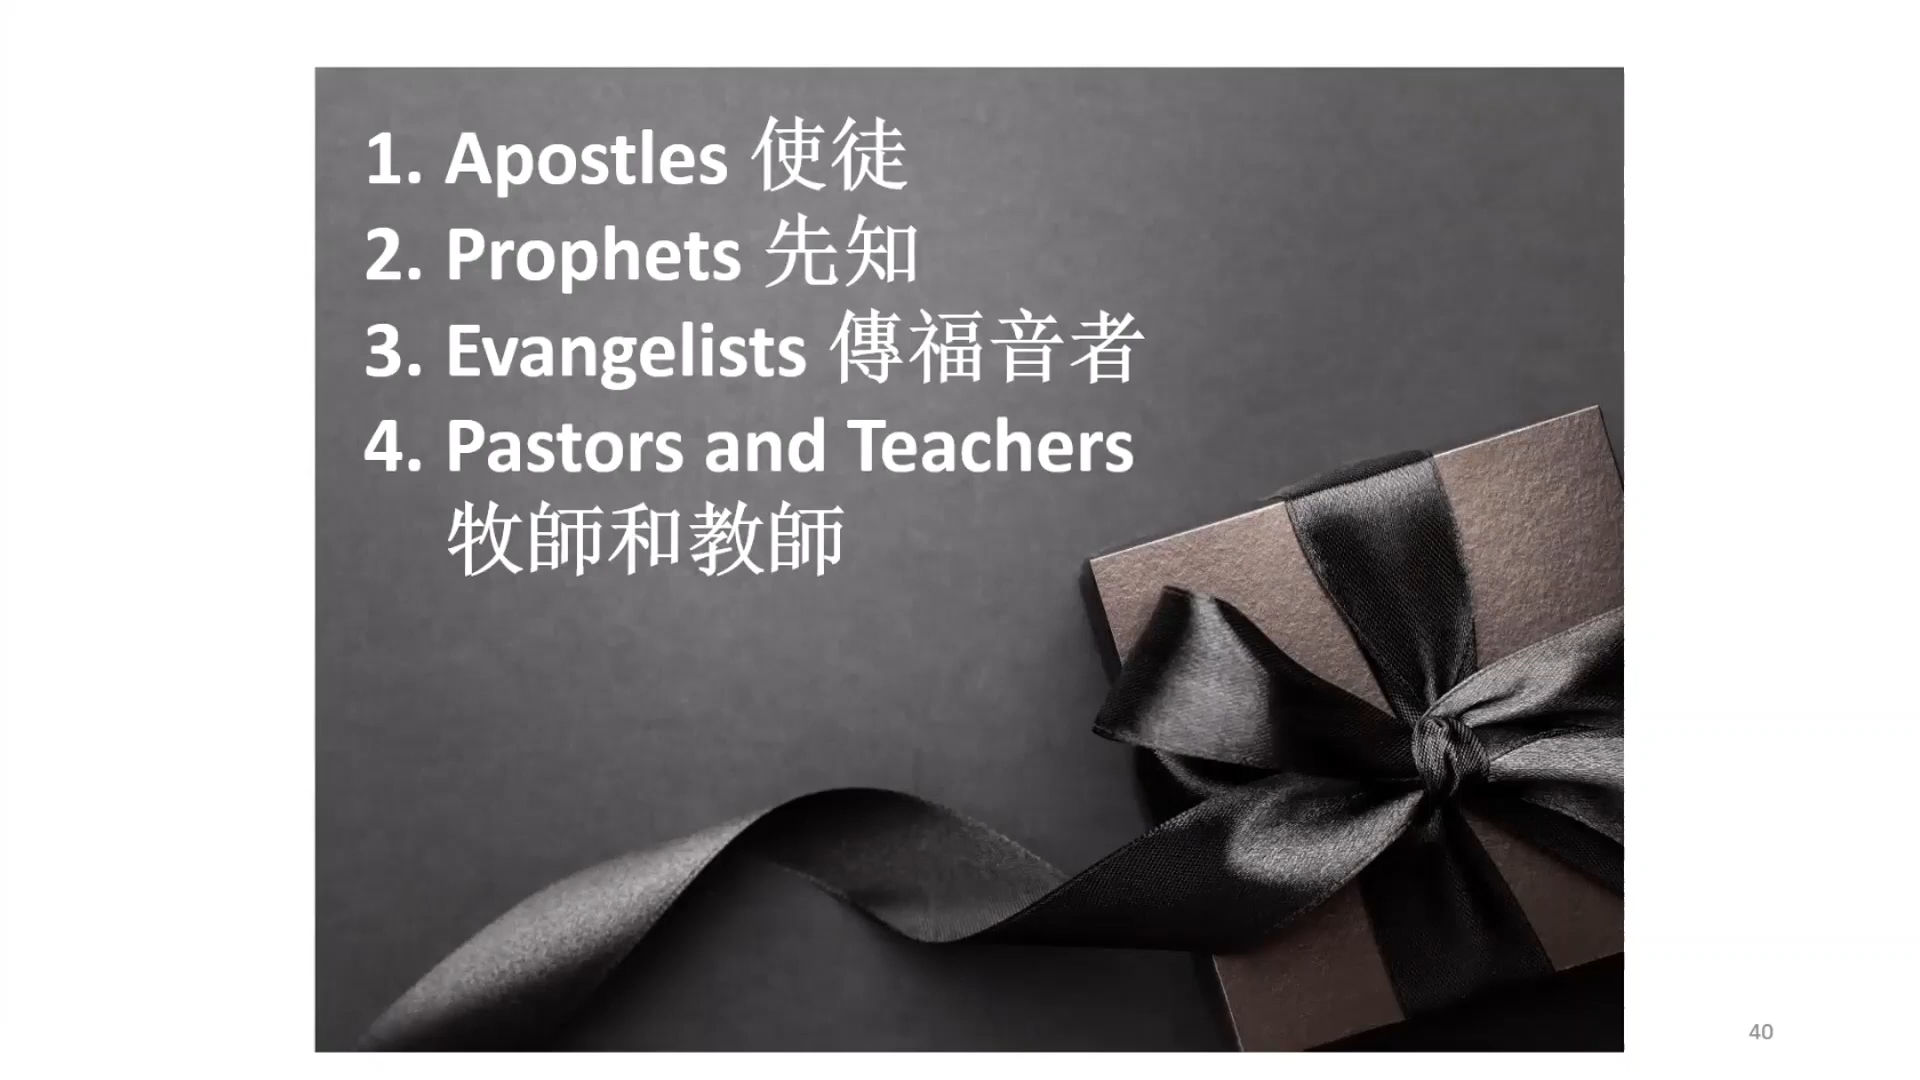 1. Apostles 使徒
2. Prophets 先知
3. Evangelists 傳福音者
4. Pastors and Teachers
牧師和教師
40